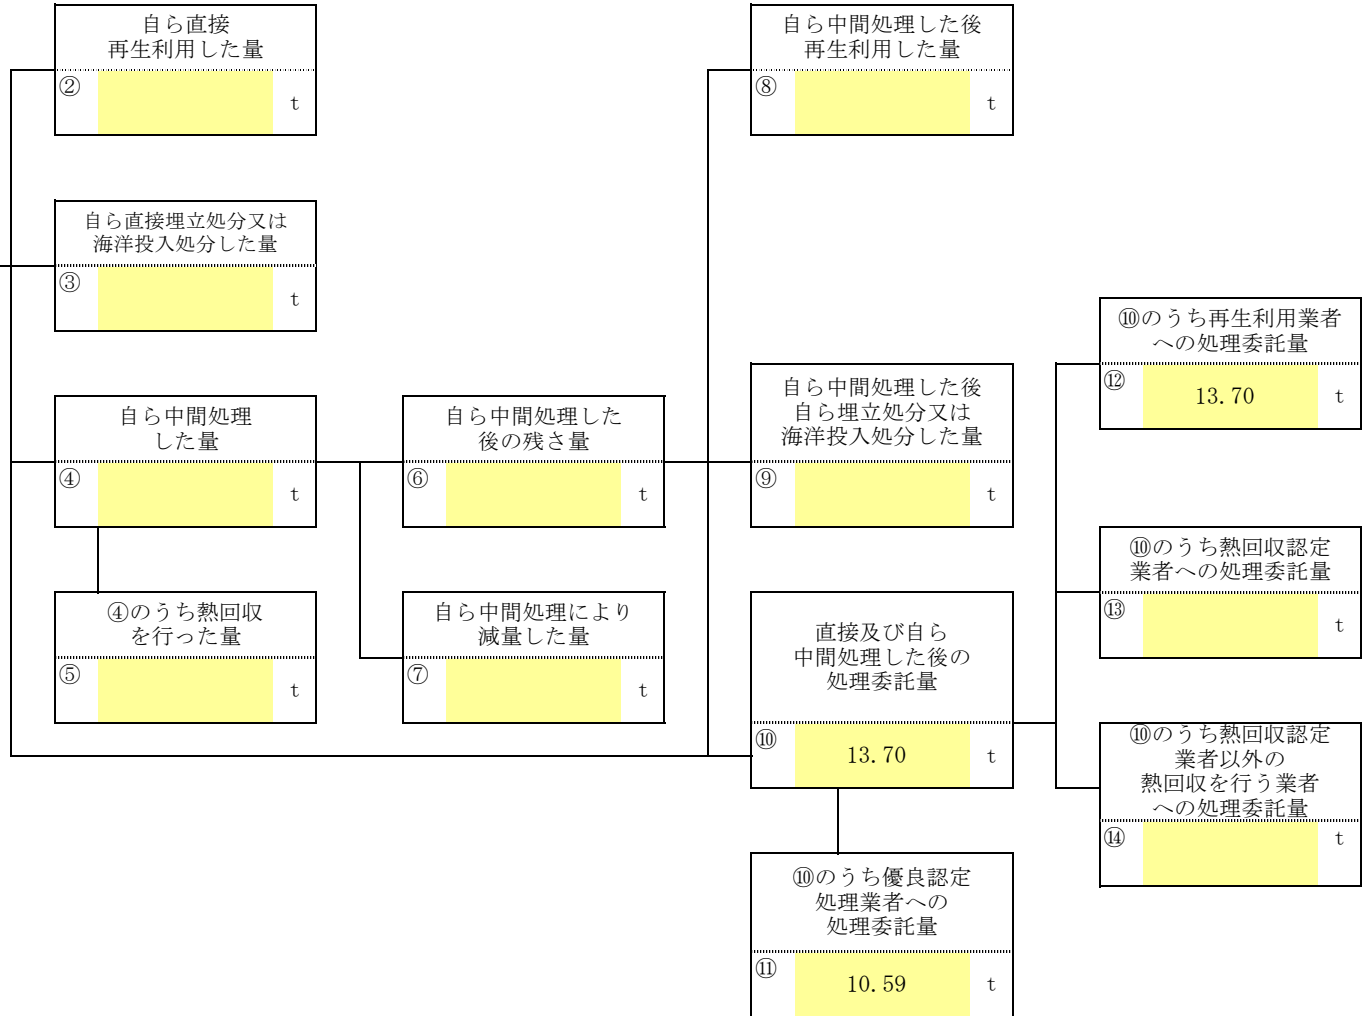 自ら直接
再生利用した量
②
t
自ら直接埋立処分又は
海洋投入処分した量
③
t
自ら中間処理
した量
④
t
④のうち熱回収
を行った量
⑤
t
自ら中間処理した
後の残さ量
⑥
t
自ら中間処理により
減量した量
⑦
t
自ら中間処理した後
再生利用した量
⑧
t
自ら中間処理した後
自ら埋立処分又は
海洋投入処分した量
⑨
t
直接及び自ら
中間処理した後の
処理委託量
⑩ 13.70 t
⑩のうち優良認定
処理業者への
処理委託量
⑪ 10.59 t
⑩のうち再生利用業者
への処理委託量
⑫ 13.70 t
⑩のうち熱回収認定
業者への処理委託量
⑬
t
⑩のうち熱回収認定
業者以外の
熱回収を行う業者
への処理委託量
⑭
t